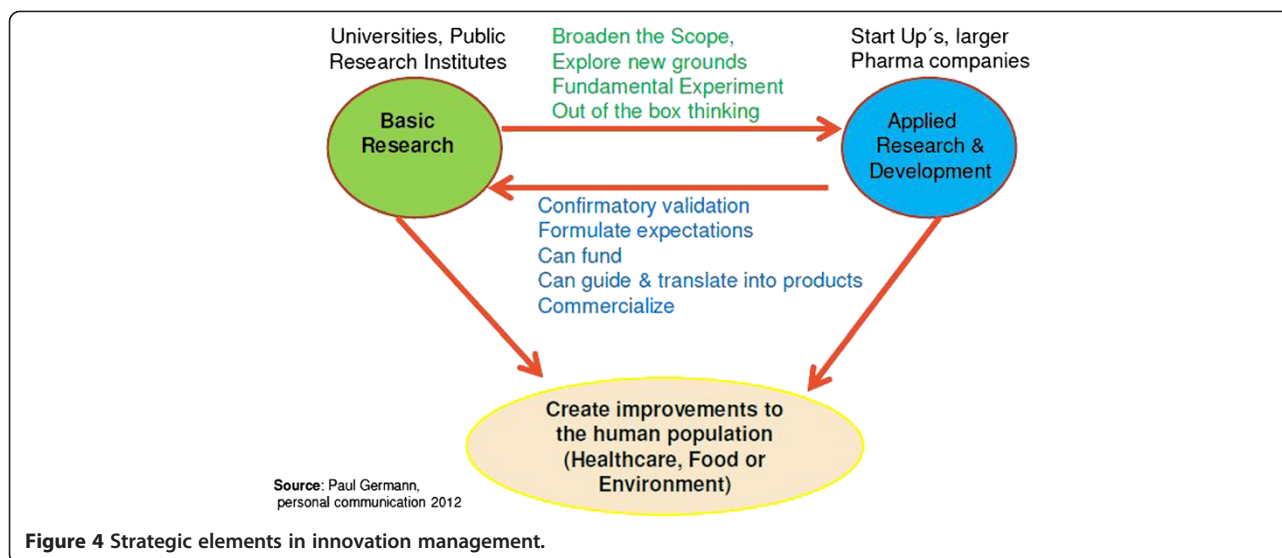 Universities, Public
Research Institutes
Broaden the Scope,
Explore new grounds
Fundamental Experiment
Out of the box thinking
Start Up´s, larger
Pharma companies
Basic
Research
Applied
Research &
Development
Confirmatory validation
Formulate expectations
Can fund
Can guide & translate into products
Commercialize
Create improvements to
the human population
(Healthcare, Food or
Environment)
Source: Paul Germann,
personal communication 2012
Figure 4 Strategic elements in innovation management.